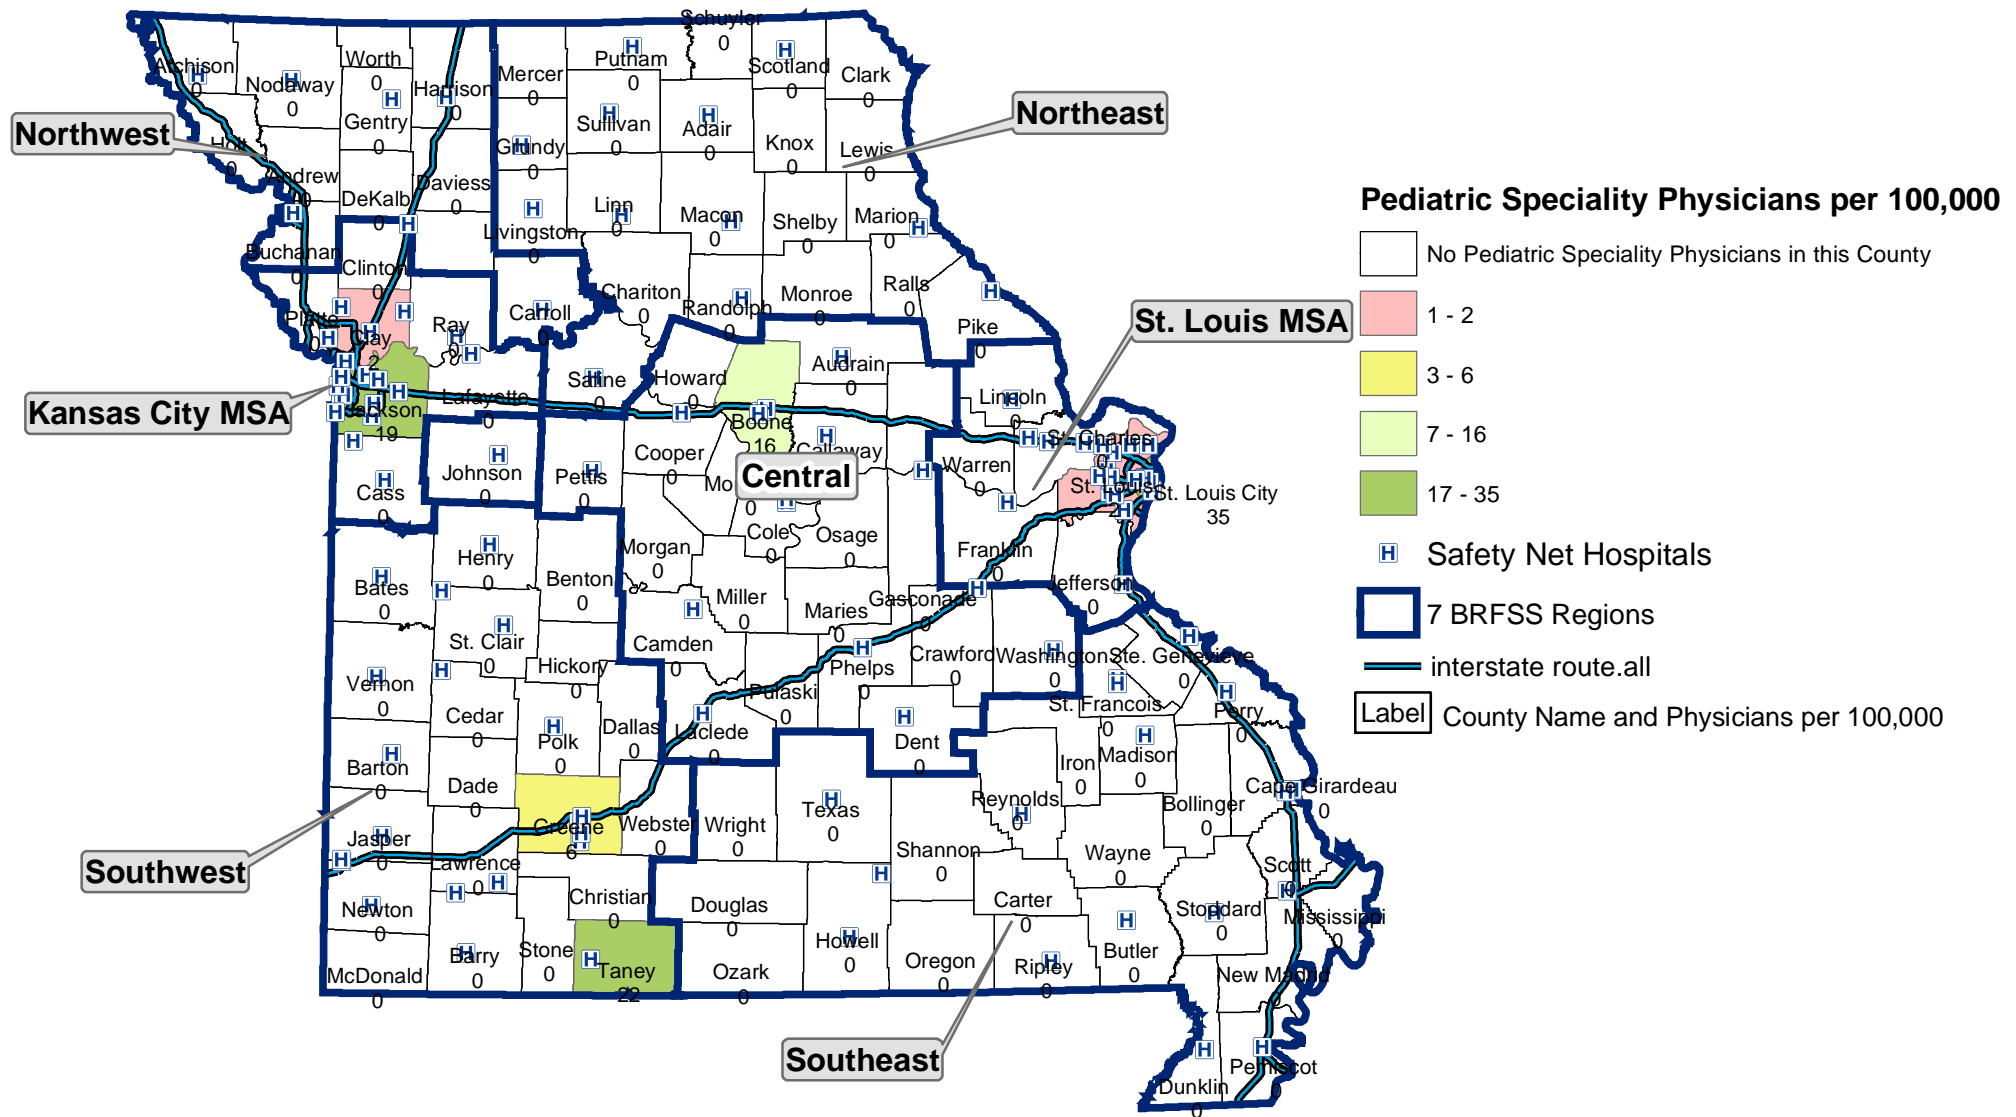 Schuyler
0
Atchison
0
Nodaway
0
Worth
0
Harrison
0
Mercer
0
Putnam
0
Scotland
0
Clark
0
Gentry
0
Grundy
0
Sullivan
0
Adair
0
Knox
0
Lewis
0
Northwest
Northeast
Holt
0
Andrew
0
DeKalb
0
Daviess
0
Livingston
0
Linn
0
Macon
0
Shelby
0
Marion
0
Buchanan
0
Clinton
0
Chariton
0
Randolph
0
Monroe
0
Ralls
0
Platte
0
Clay
2
Ray
0
Carroll
0
Pike
0
St. Louis MSA
Audrain
0
Kansas City MSA
Jackson
19
Lafayette
0
Saline
0
Howard
0
Boone
16
Callaway
Lincoln
0
St. Charles
0
Cass
0
Johnson
0
Pettis
0
Cooper
0
Mo
0
Central
Warren
0
St. Louis
2
St. Louis City
35
Cole
0
Osage
0
Bates
0
Henry
0
Benton
0
Morgan
0
Miller
0
Maries
0
Gasconade
0
Franklin
0
Jefferson
0
Vernon
0
St. Clair
0
Hickory
0
Camden
0
Pulaski
0
Phelps
0
Crawford
0
Washington
0
Ste. Genevieve
0
St. Francois
0
Perry
0
Cedar
0
Polk
0
Dallas
0
Laclede
0
Dent
0
Iron
0
Madison
0
Barton
0
Dade
0
Greene
6
Webster
0
Wright
0
Texas
0
Reynolds
0
Bollinger
0
Cape Girardeau
0
Southwest
Jasper
0
Lawrence
0
Christian
0
Douglas
0
Shannon
0
Wayne
0
Carter
0
Scott
0
Newton
0
Barry
0
Stone
0
Taney
22
Ozark
0
Howell
0
Oregon
0
Ripley
0
Butler
0
Stoddard
0
Mississippi
0
McDonald
0
New Madrid
0
Southeast
Dunklin
0
Pemiscot
0
Pediatric Speciality Physicians per 100,000
No Pediatric Speciality Physicians in this County
1 - 2
3 - 6
7 - 16
17 - 35
H Safety Net Hospitals
7 BRFSS Regions
interstate route.all
Label County Name and Physicians per 100,000